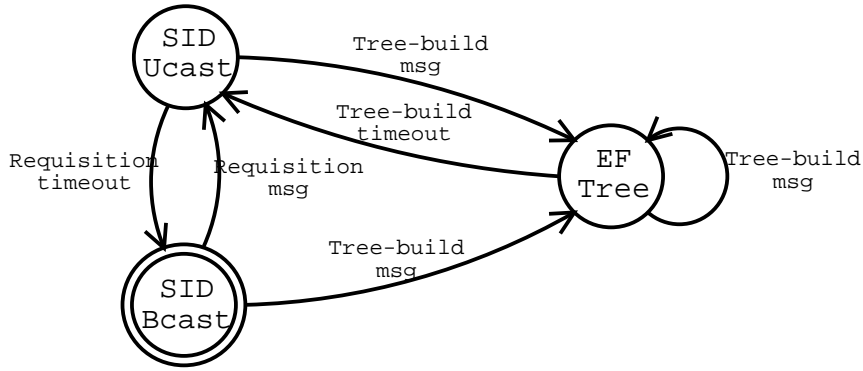 SID
Ucast
Tree-build
msg
Tree-build
timeout
Requisition
timeout
Requisition
msg
EF
Tree
Tree-build
msg
Tree-build
msg
SID
Bcast